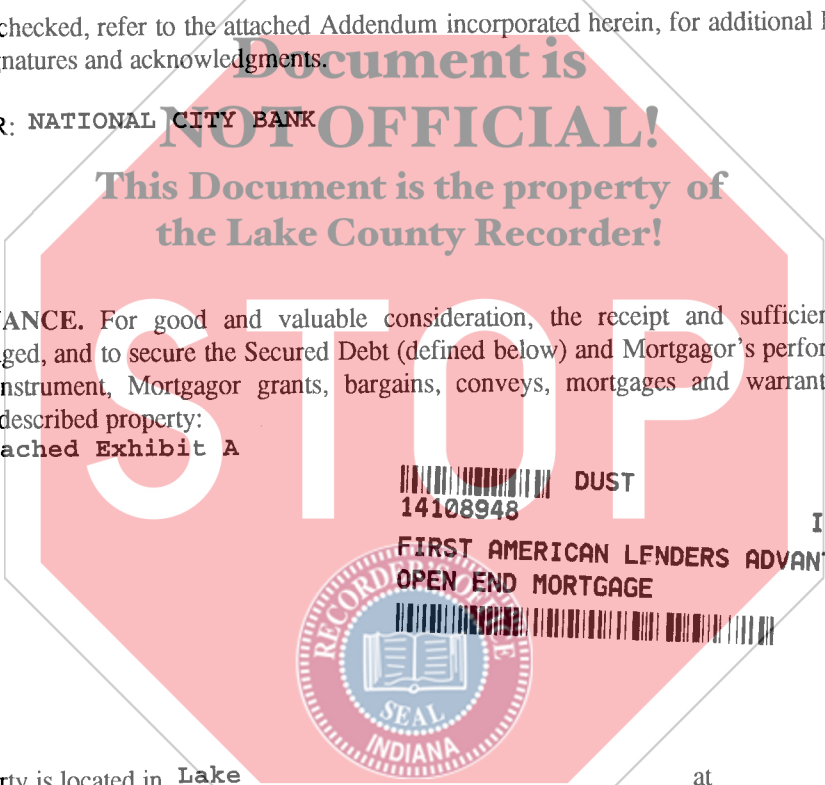 checked, refer to the attached Addendum incorporated herein, for additional
gnatures and acknowledgments.
Document is
R: NATIONAL CITY BANK
NOT OFFICIAL!
This Document is the property of
the Lake County Recorder!
ANCE. For good and valuable consideration, the receipt and sufficien
ged, and to secure the Secured Debt (defined below) and Mortgagor's perfor
nstrument, Mortgagor grants, bargains, conveys, mortgages and warrant
described property:
ached Exhibit A
STOP
DUST
14108948
FIRST AMERICAN LENDERS ADVAN
OPEN END MORTGAGE
RECORDER'S OFFICE
SEAL
INDIANA
rty is located in Lake at